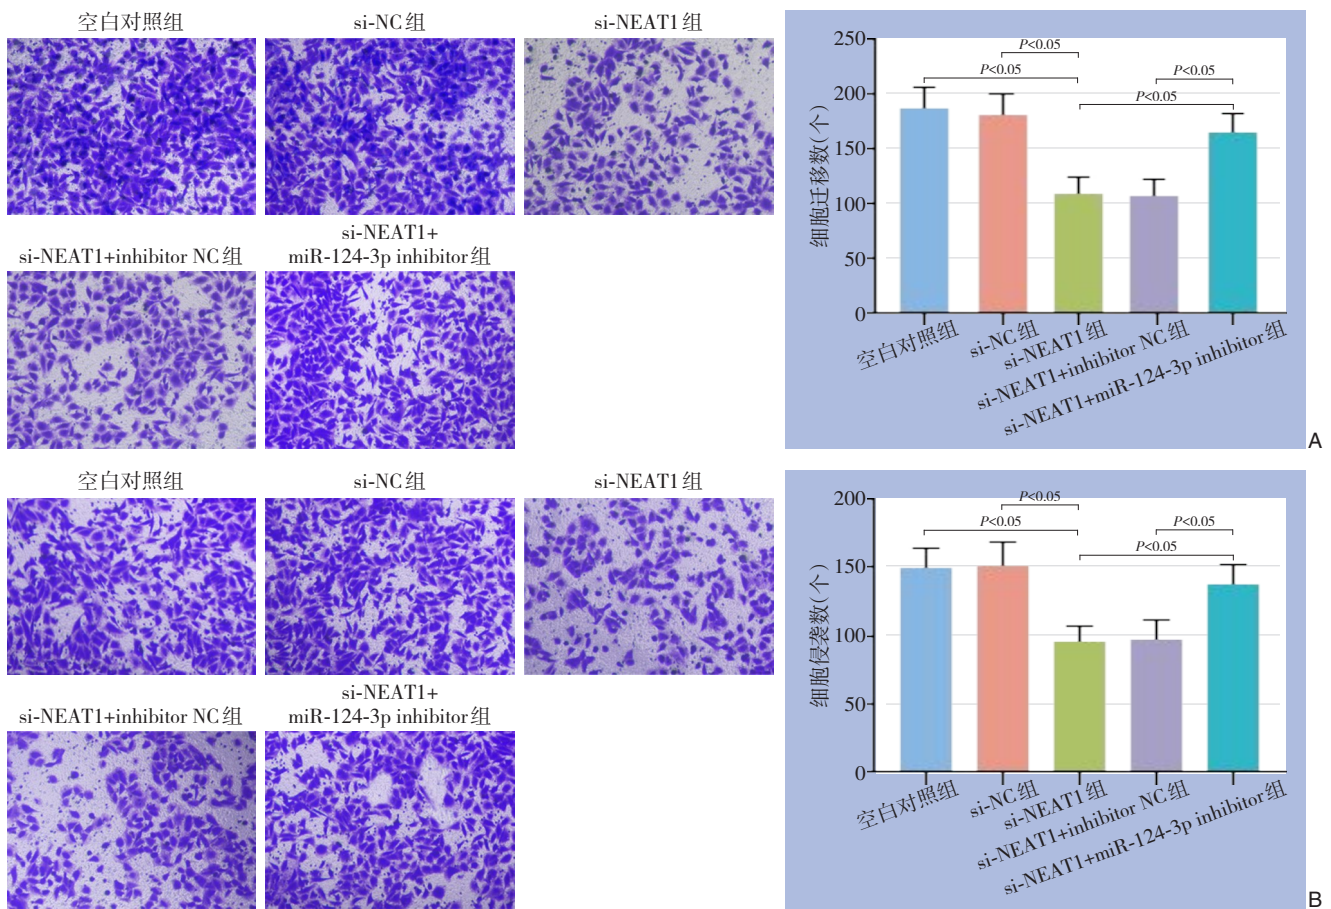 空白对照组
si-NC组
si-NEAT1组
si-NEAT1+inhibitor NC组
si-NEAT1+
miR-124-3p inhibitor组
细胞迁移数(个)
250
200
150
100
50
0
P<0.05
P<0.05
P<0.05
P<0.05
空白对照组
si-NC组
si-NEAT1组
si-NEAT1+inhibitor NC组
si-NEAT1+miR-124-3p inhibitor组
A
空白对照组
si-NC组
si-NEAT1组
si-NEAT1+inhibitor NC组
si-NEAT1+
miR-124-3p inhibitor组
细胞侵袭数(个)
200
150
100
50
0
P<0.05
P<0.05
P<0.05
P<0.05
空白对照组
si-NC组
si-NEAT1组
si-NEAT1+inhibitor NC组
si-NEAT1+miR-124-3p inhibitor组
B